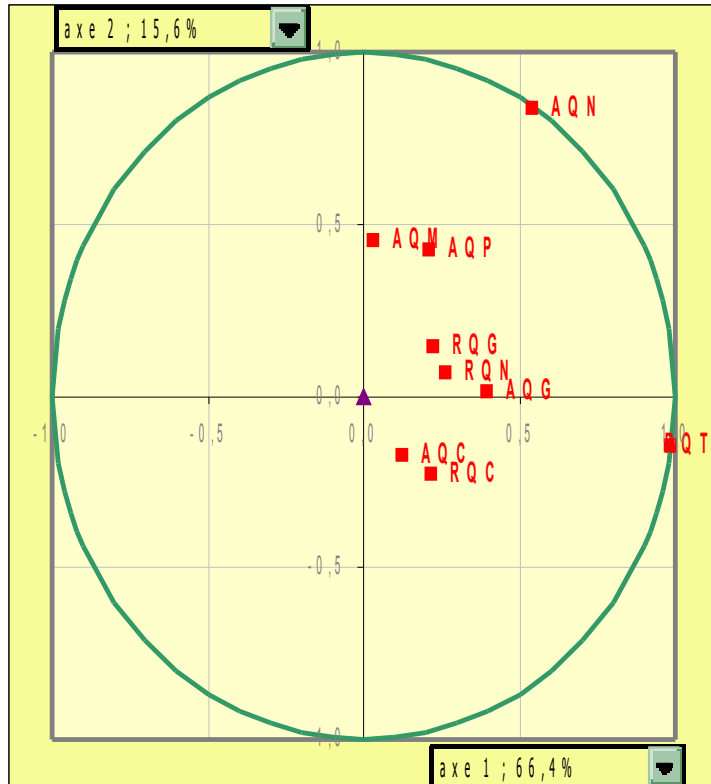 axe 2 ; 15,6%
1,0
AQN
0,5
AQM
AQP
RQG
RQN
AQG
0,0
-1,0 -0,5 0,0 0,5 1,0
AQC
RQC
-0,5
-1,0
axe 1 ; 66,4%